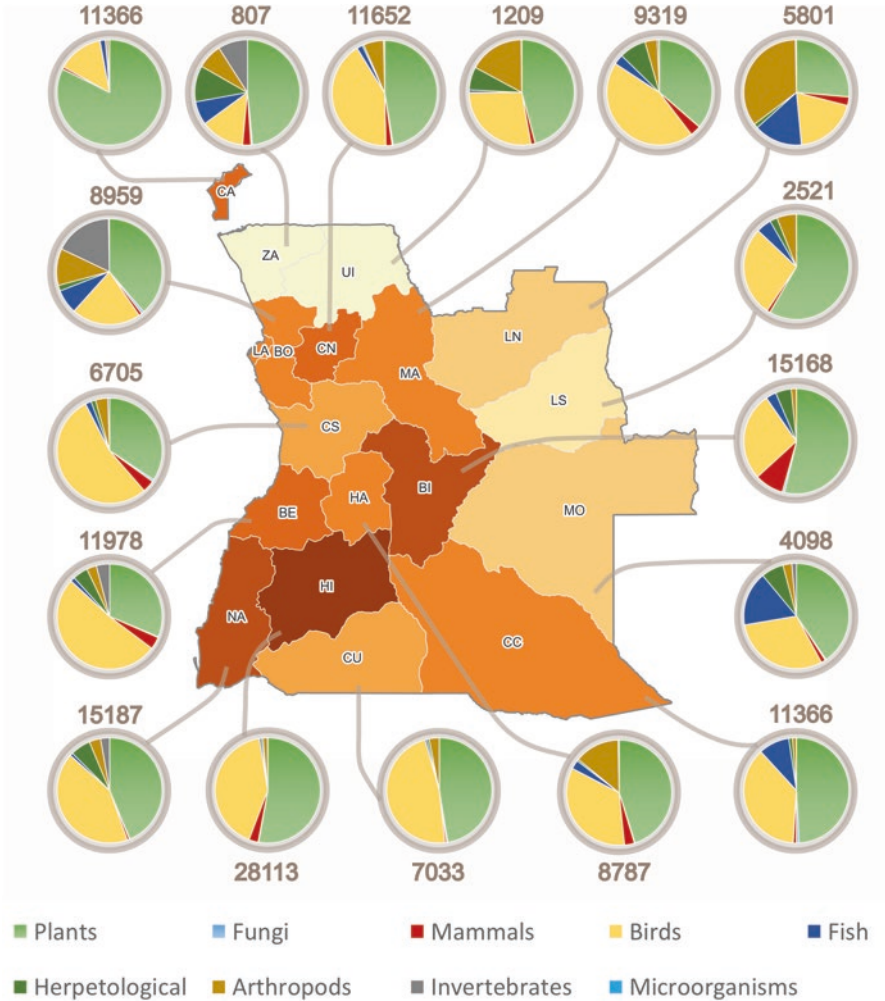 11366 807 11652 1209 9319 5801
CA
8959 2521
ZA UI
LN
LA BO CN
MA
6705 15168
LS
CS
BI
HA MO
BE
11978 4098
HI
NA
CU CC
15187 11366
28113 7033 8787
Plants Fungi Mammals Birds Fish
Herpetological Arthropods Invertebrates Microorganisms